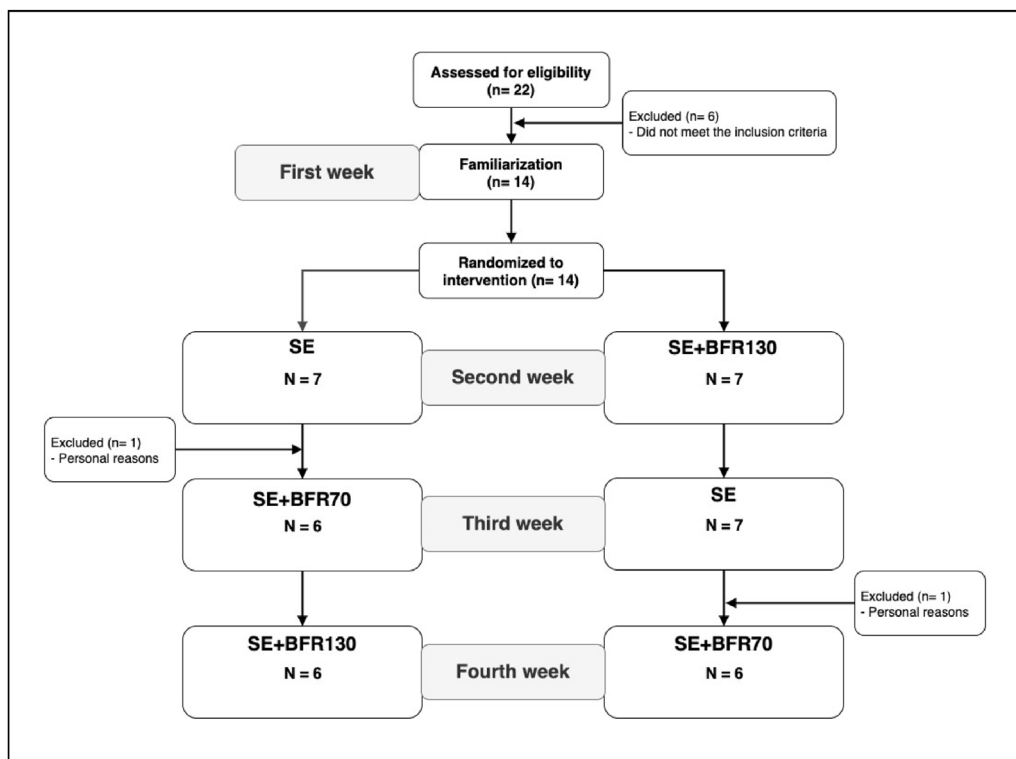 Assessed for eligibility
(n= 22)
Excluded (n= 6)
- Did not meet the inclusion criteria
First week
Familiarization
(n= 14)
Randomized to
intervention (n= 14)
SE
N = 7
Second week
SE+BFR130
N = 7
Excluded (n= 1)
- Personal reasons
SE+BFR70
N = 6
Third week
SE
N = 7
Excluded (n= 1)
- Personal reasons
SE+BFR130
N = 6
Fourth week
SE+BFR70
N = 6